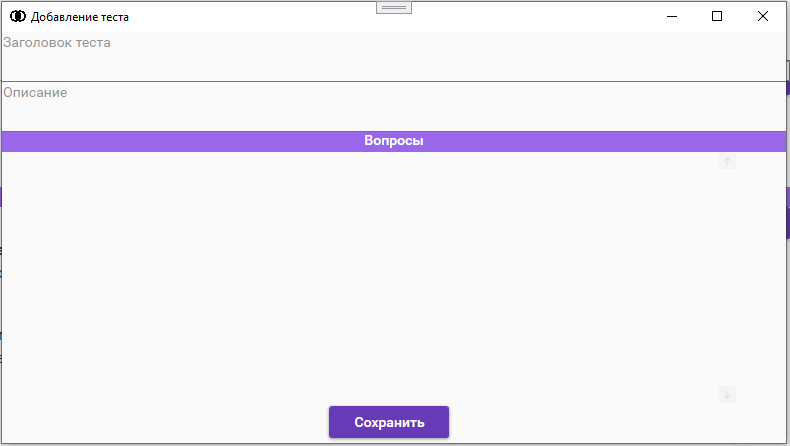 Добавление теста
Заголовок теста
Описание
Вопросы
Сохранить